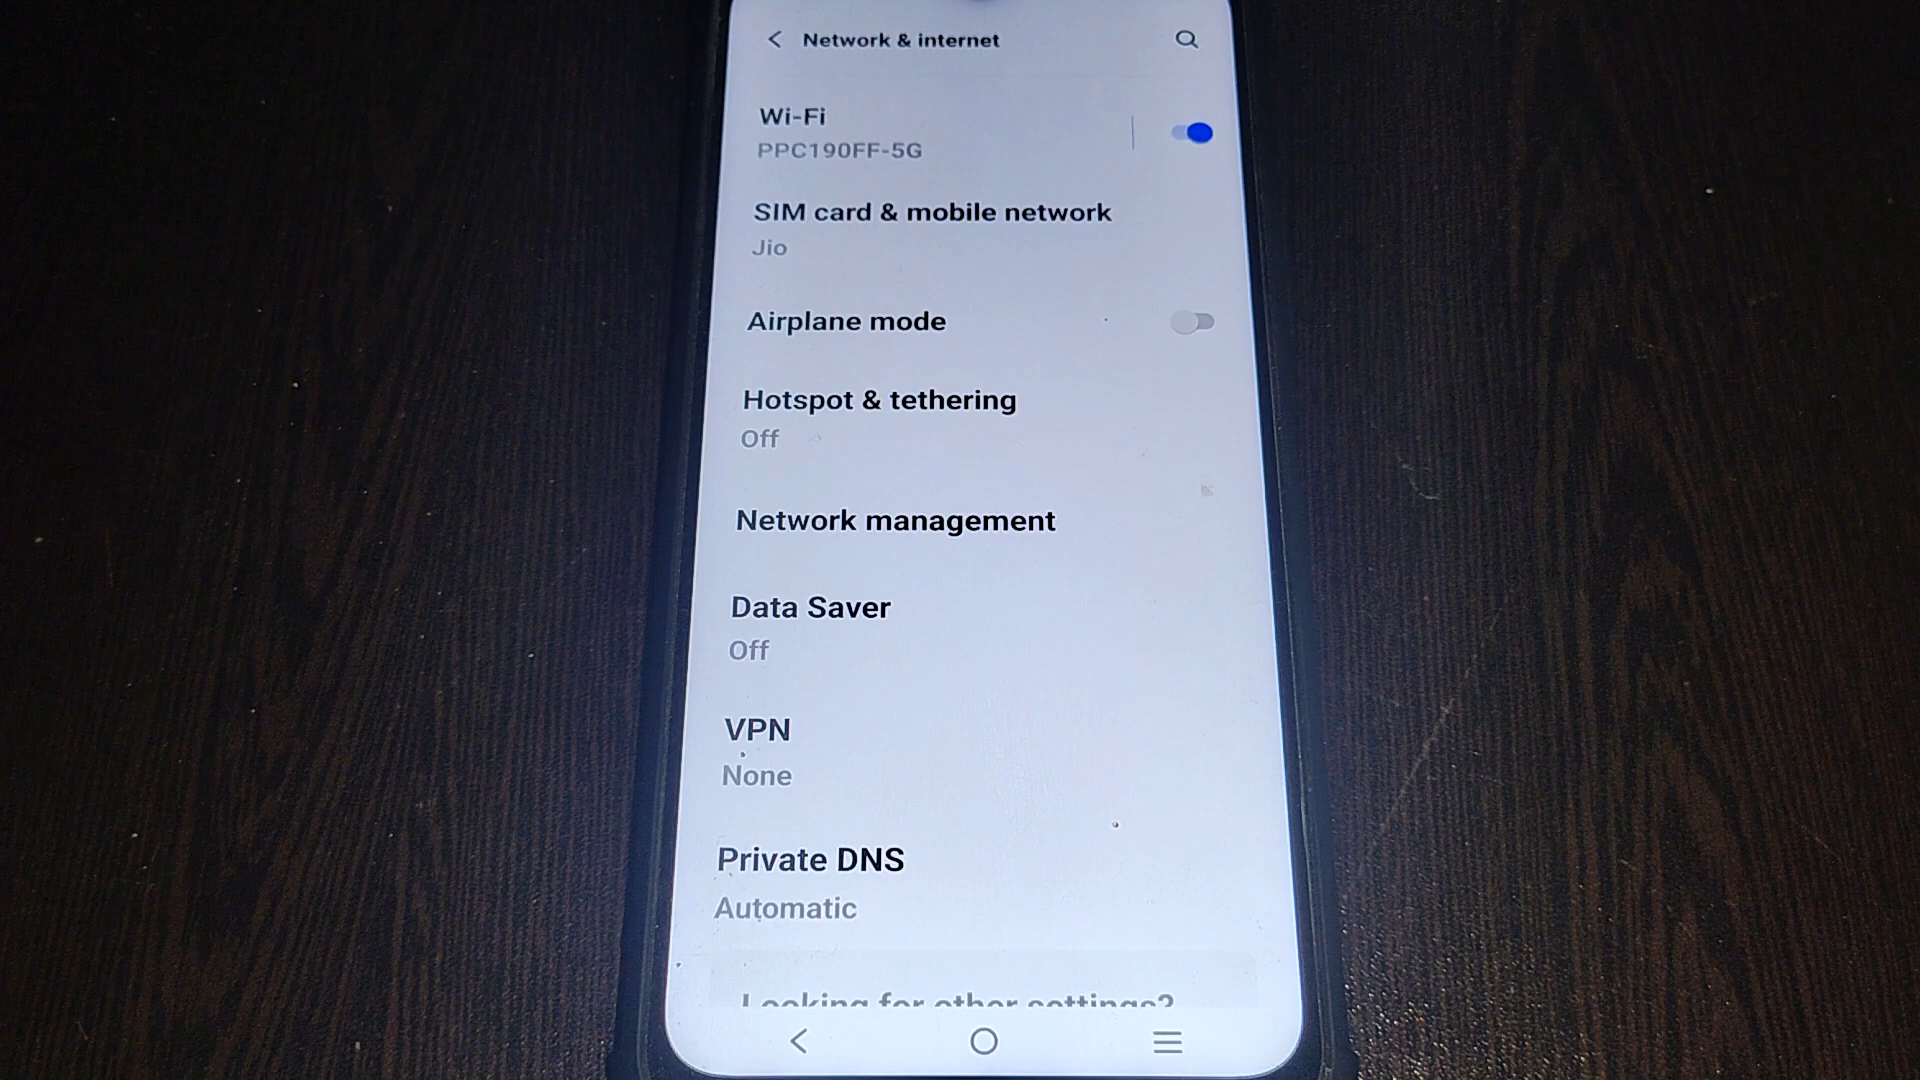 Network & internet
Wi-Fi
PPC190FF-5G
SIM card & mobile network
Jio
Airplane mode
Hotspot & tethering
Off
Network management
Data Saver
Off
VPN
None
Private DNS
Automatic
Looking for other settings?